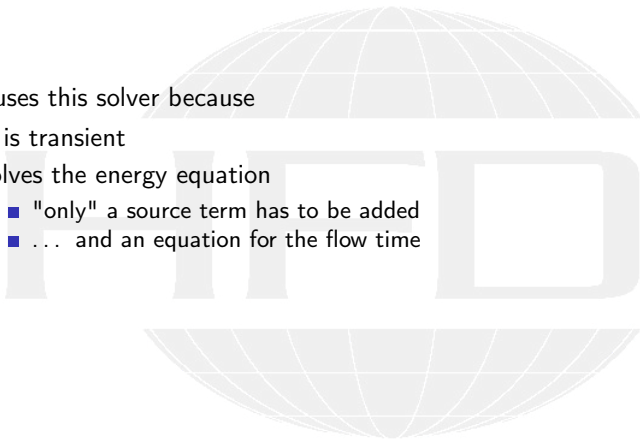 uses this solver because
is transient
lves the energy equation
"only" a source term has to be added
... and an equation for the flow time
HFD